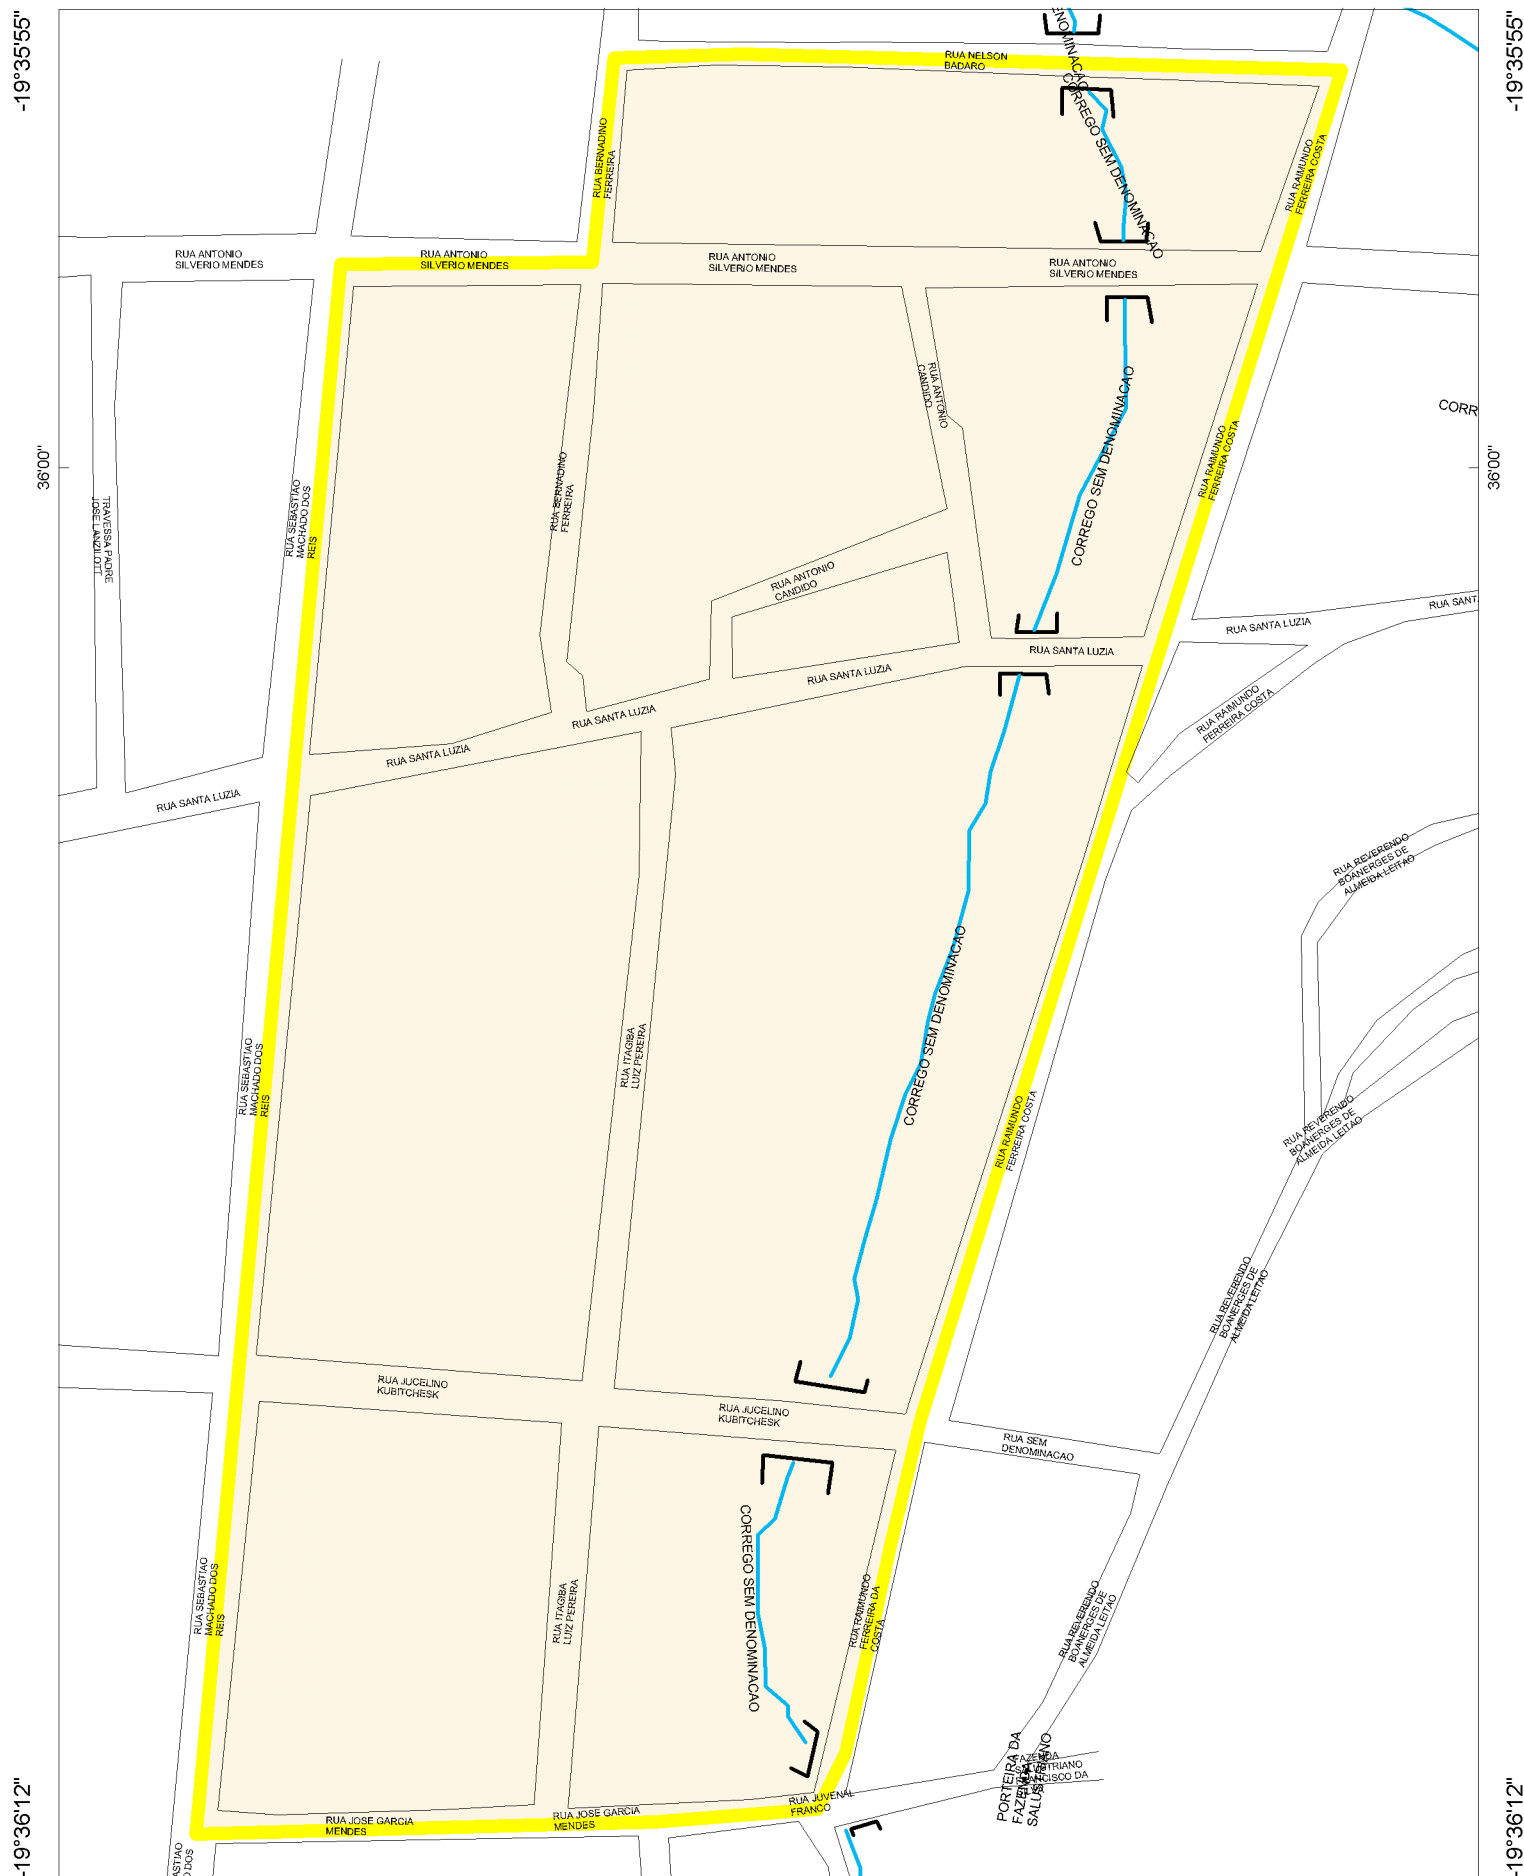 -19°35'55"
-19°35'55"
ENOMINACAO
RUA NELSON
BADARO
CORREGO SEM DENOMINACAO
RUA BERNADINO
FERREIRA
RUA RAIMUNDO
FERREIRA COSTA
RUA ANTONIO
SILVERIO MENDES
RUA ANTONIO
SILVERIO MENDES
RUA ANTONIO
SILVERIO MENDES
RUA ANTONIO
SILVERIO MENDES
RUA ANTONIO
CANDIDO
CORREGO SEM DENOMINACAO
CORR
36'00"
36'00"
RUA RAIMUNDO
FERREIRA COSTA
RUA BERNADINO
FERREIRA
RUA SEBASTIAO
MACHADO DOS
REIS
TRAVESSA PADRE
JOSE LANZILOTT
RUA ANTONIO
CANDIDO
RUA SANT
RUA SANTA LUZIA
RUA SANTA LUZIA
RUA SANTA LUZIA
RUA SANTA LUZIA
RUA SANTA LUZIA
RUA SANTA LUZIA
RUA RAIMUNDO
FERREIRA COSTA
RUA REVERENDO
BOANERGES DE
ALMEIDA LEITAO
CORREGO SEM DENOMINACAO
RUA ITAGIBA
LUIZ PEREIRA
RUA SEBASTIAO
MACHADO DOS
REIS
RUA RAIMUNDO
FERREIRA COSTA
RUA REVERENDO
BOANERGES DE
ALMEIDA LEITAO
RUA REVERENDO
BOANERGES DE
ALMEIDA LEITAO
RUA JUCELINO
KUBITCHESK
RUA JUCELINO
KUBITCHESK
RUA SEM
DENOMINACAO
CORREGO SEM DENOMINACAO
RUA SEBASTIAO
MACHADO DOS
REIS
RUA ITAGIBA
LUIZ PEREIRA
RUA RAIMUNDO
FERREIRA DA
COSTA
RUA REVERENDO
BOANERGES DE
ALMEIDA LEITAO
PORTEIRA DA
FAZENDA
RUA JUVENAL
FRANCO
RUA JOSE GARCIA
MENDES
RUA JOSE GARCIA
MENDES
-19°36'12"
-19°36'12"
ASTIAO
DOS